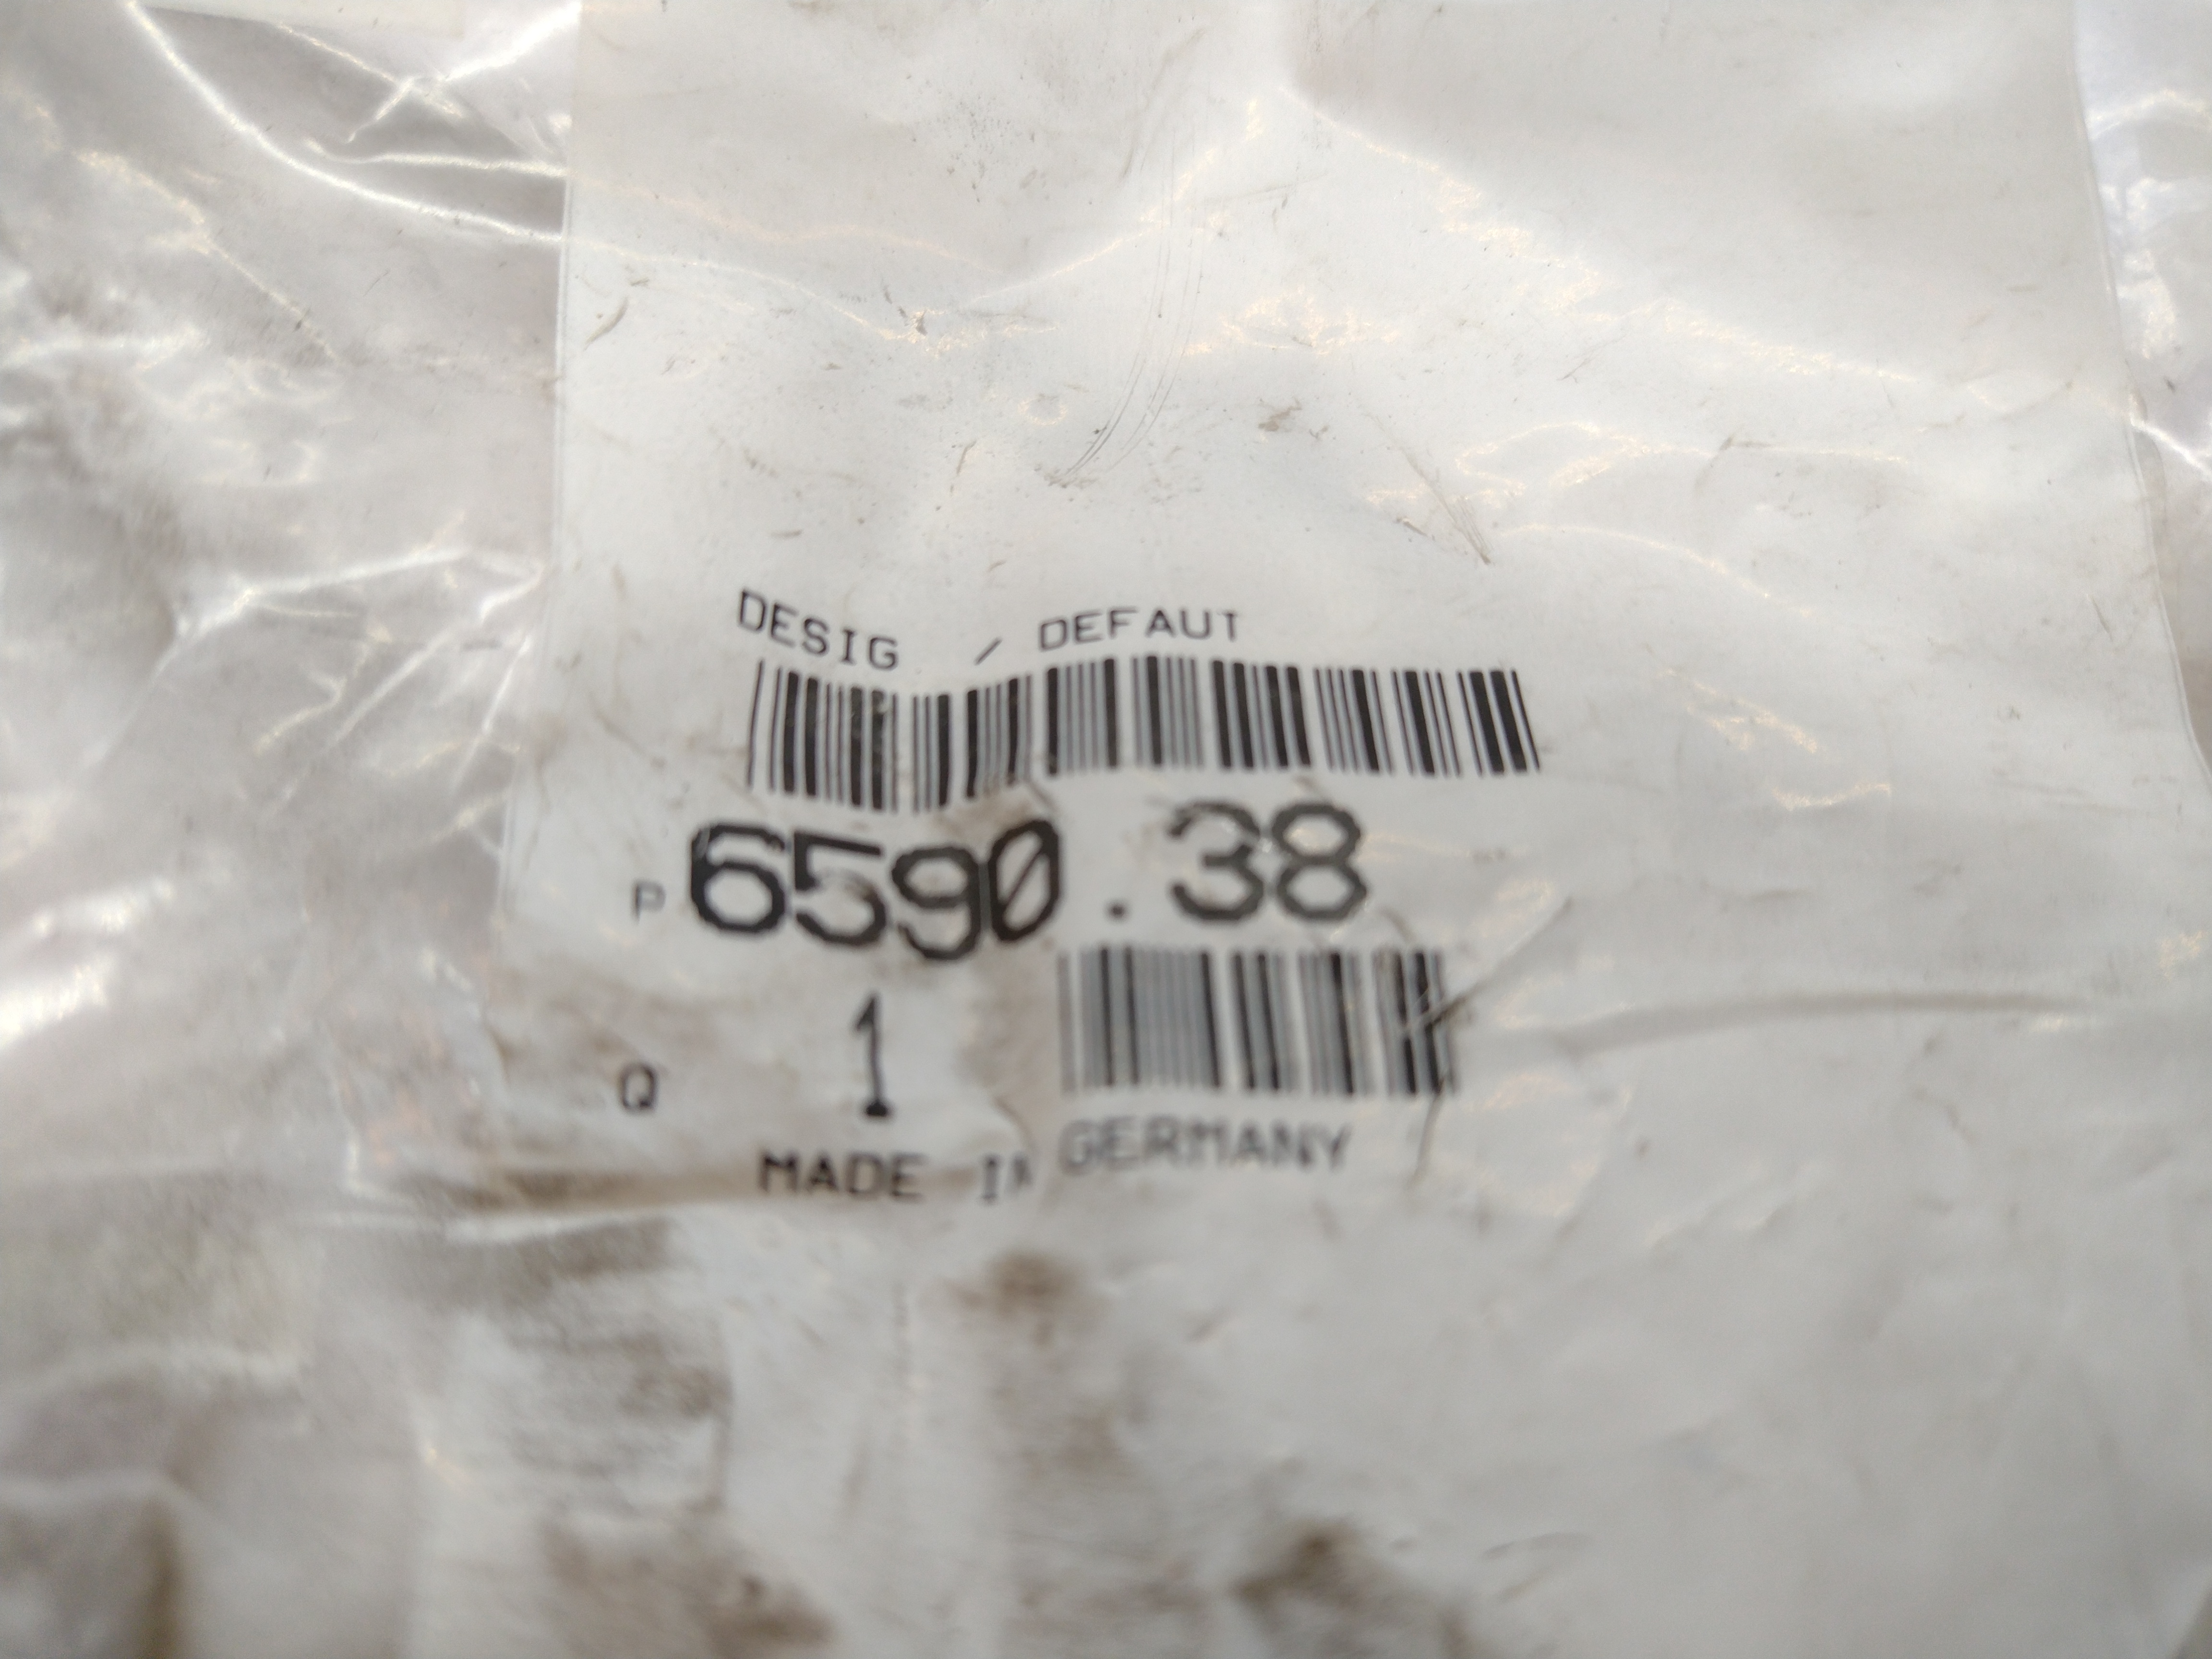 DESIG / DEFAUT
P 6590.38
Q 1
MADE IN GERMANY